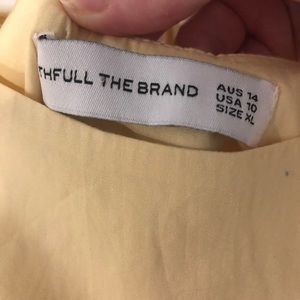 THFULL THE BRAND
AUS 14
USA 10
SIZE XL